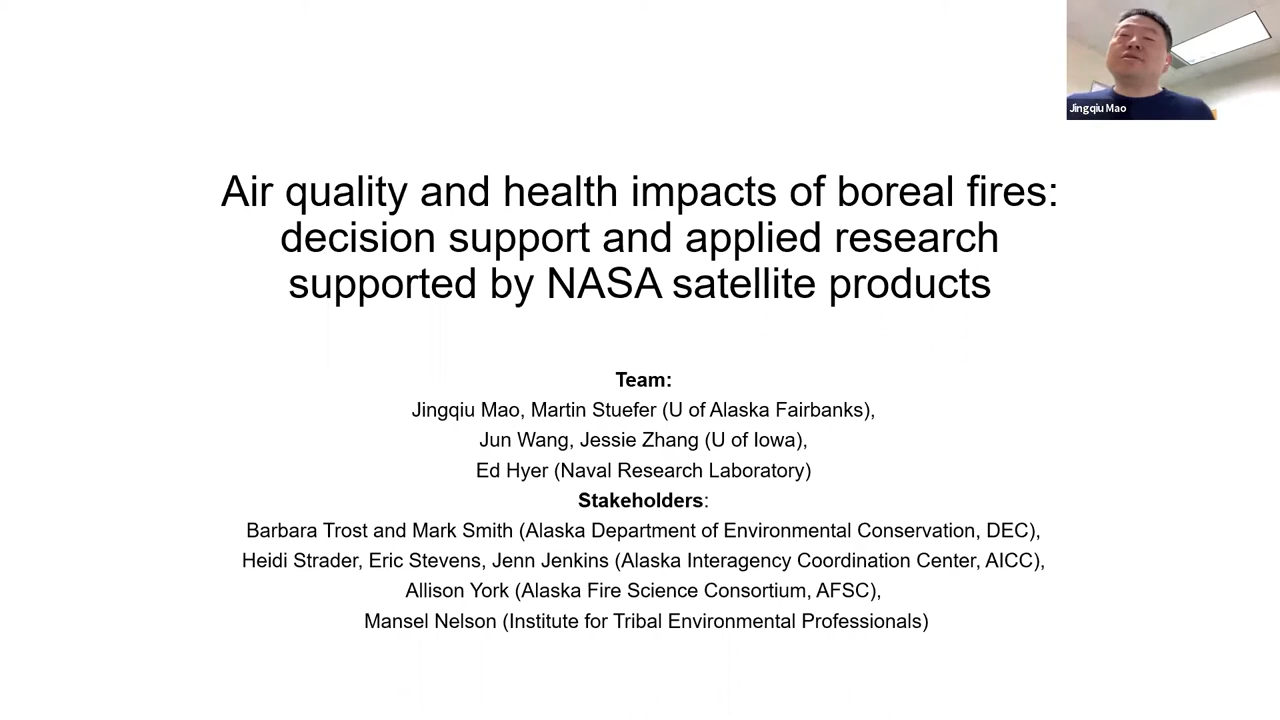 Jingqiu Mao
Air quality and health impacts of boreal fires:
decision support and applied research
supported by NASA satellite products
Team:
Jingqiu Mao, Martin Stuefer (U of Alaska Fairbanks),
Jun Wang, Jessie Zhang (U of Iowa),
Ed Hyer (Naval Research Laboratory)
Stakeholders:
Barbara Trost and Mark Smith (Alaska Department of Environmental Conservation, DEC),
Heidi Strader, Eric Stevens, Jenn Jenkins (Alaska Interagency Coordination Center, AICC),
Allison York (Alaska Fire Science Consortium, AFSC),
Mansel Nelson (Institute for Tribal Environmental Professionals)